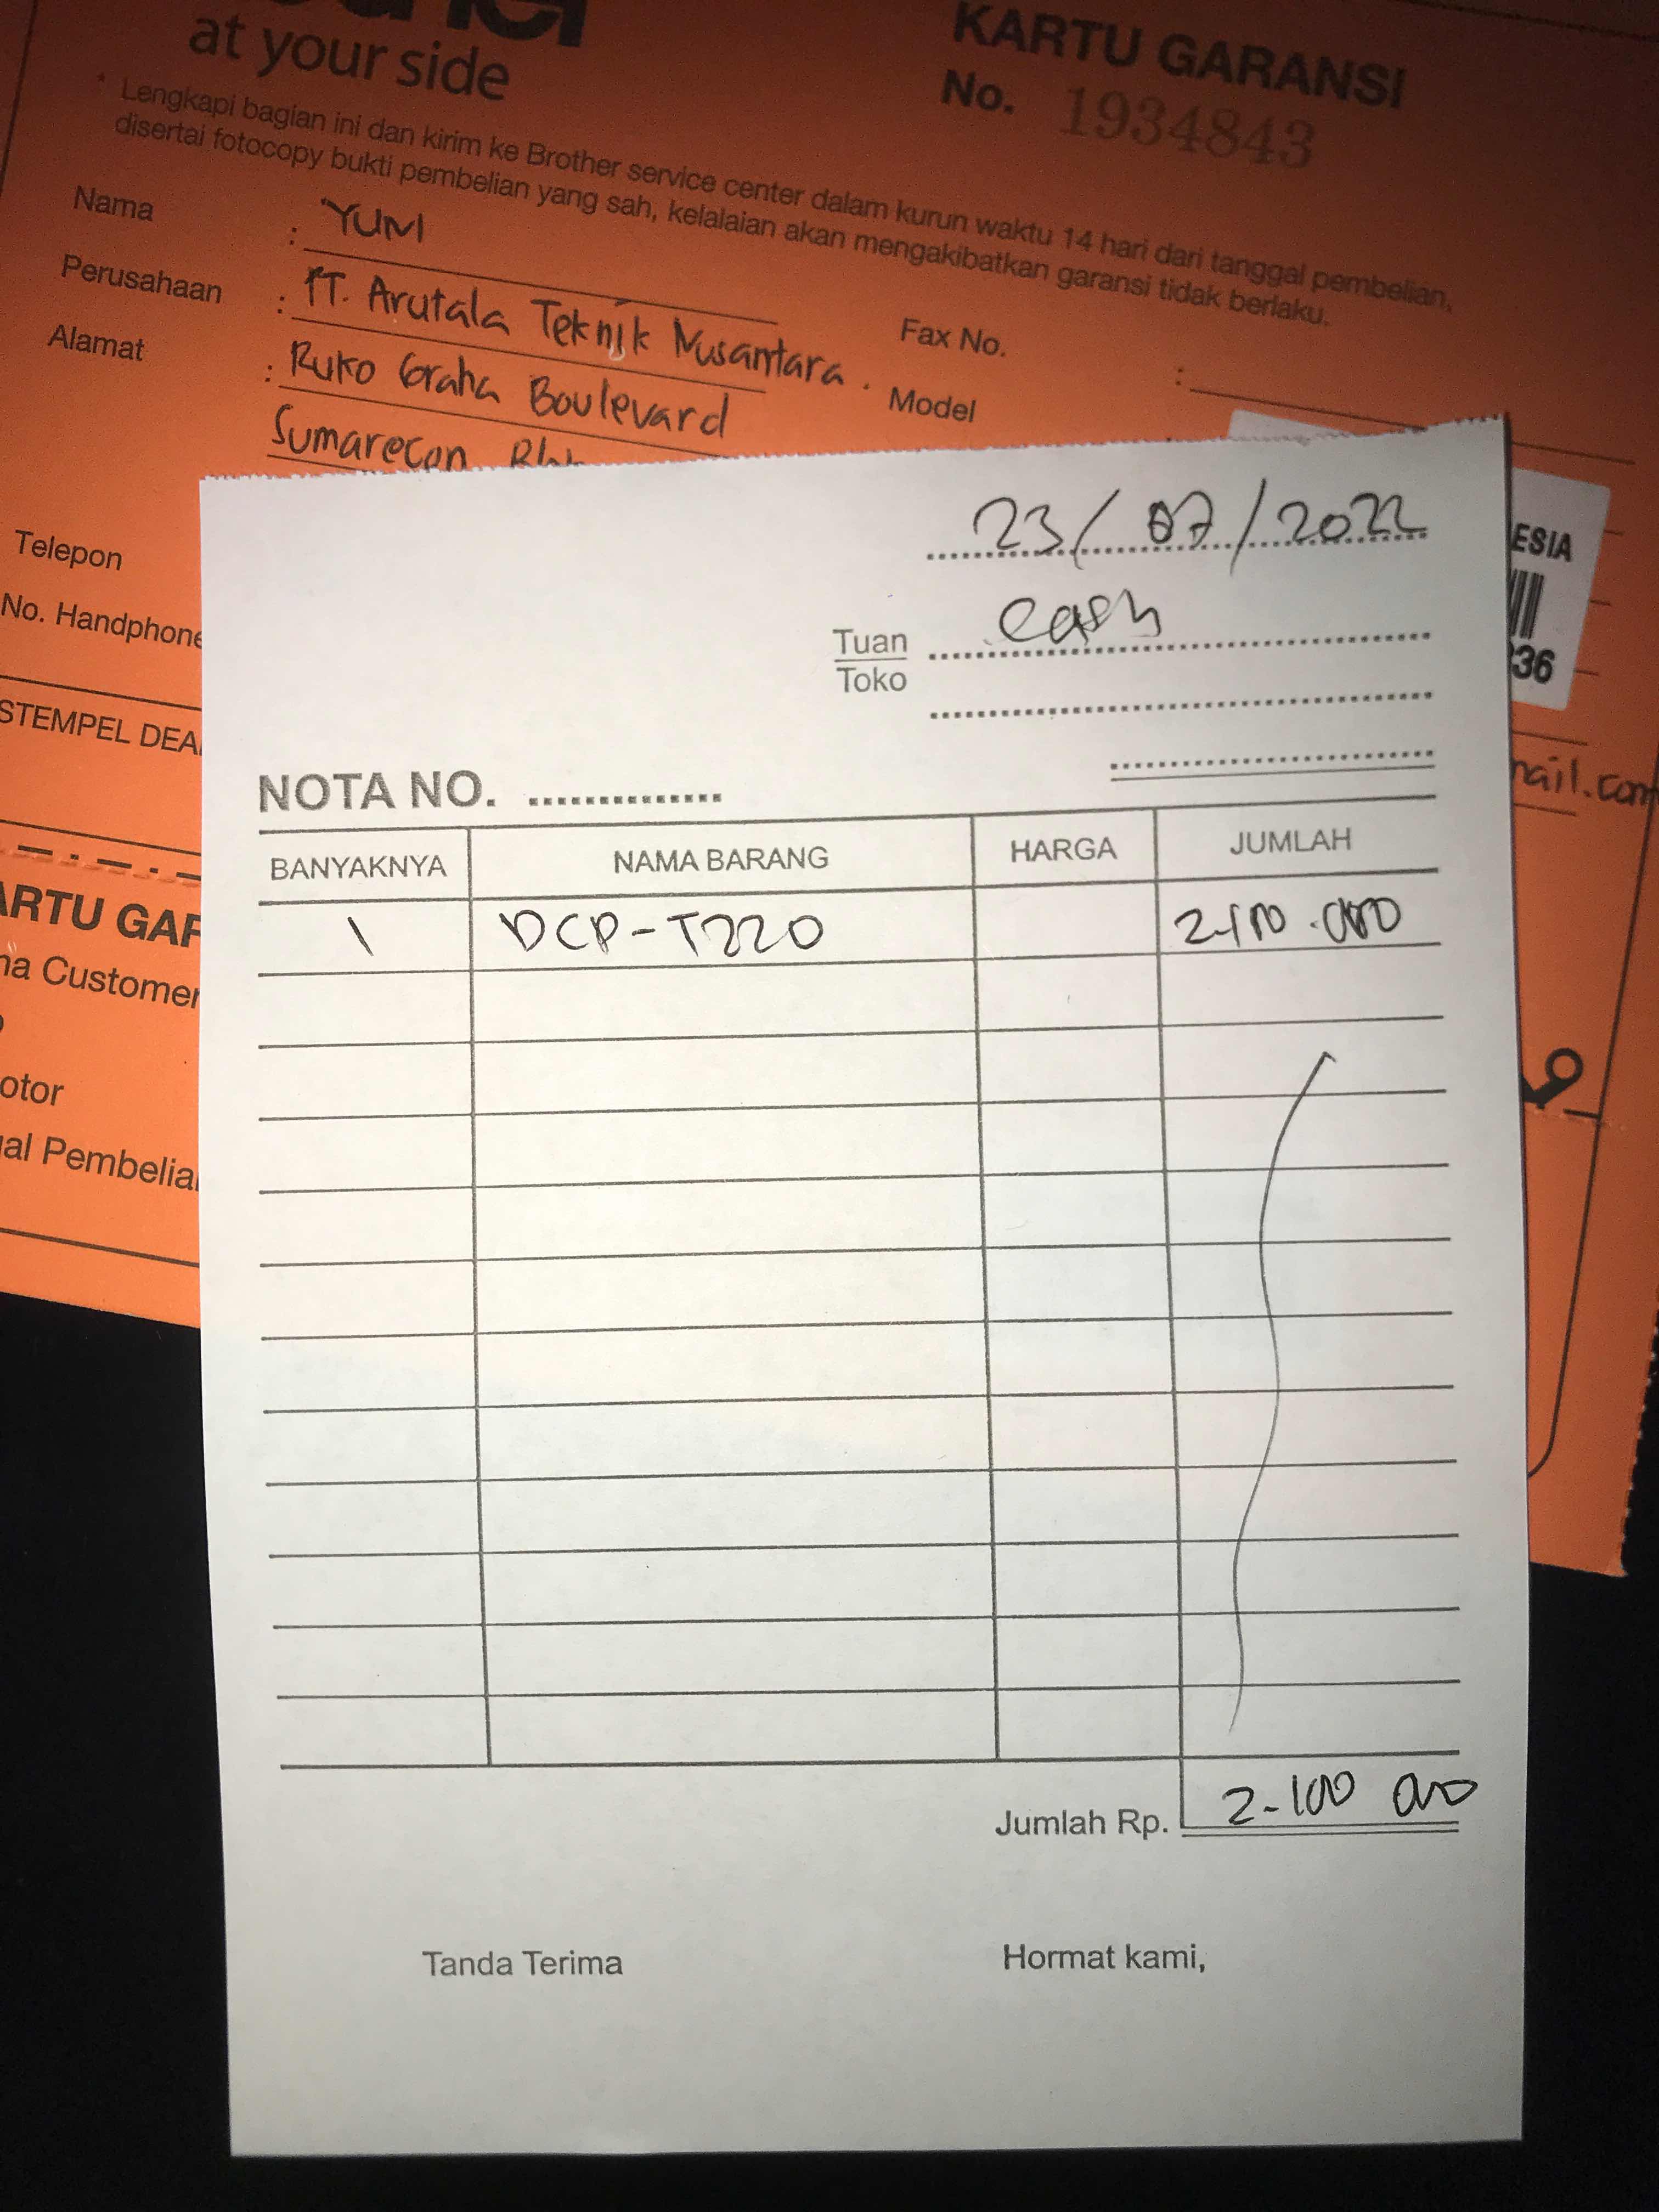 at your side
KARTU GARANSI
No. 1934843
* Lengkapi bagian ini dan kirim ke Brother service center dalam kurun waktu 14 hari dari tanggal pembelian,
disertai fotocopy bukti pembelian yang sah, kelalaian akan mengakibatkan garansi tidak berlaku.
Nama : YUNI
Perusahaan : PT. Arutala Teknik Nusantara.
Alamat : Ruko Graha Boulevard
Sumarecon
Fax No. :
Model
Telepon
No. Handphone
STEMPEL DEA
ESIA
36
mail.com
ARTU GAR
na Customer
otor
al Pembelia
23/07/2022
Tuan cash
Toko
NOTA NO.
BANYAKNYA NAMA BARANG HARGA JUMLAH
1 DCP-T220 2.100.000
Jumlah Rp. 2-100 000
Tanda Terima Hormat kami,